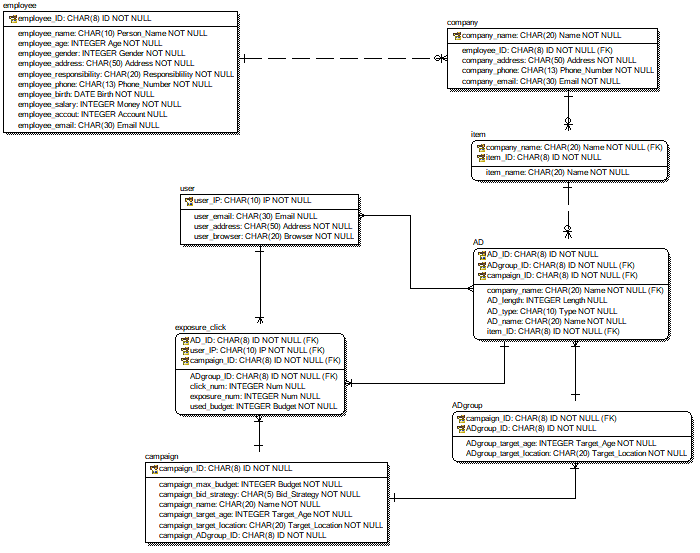 employee
employee_ID: CHAR(8) ID NOT NULL
employee_name: CHAR(10) Person_Name NOT NULL
employee_age: INTEGER Age NOT NULL
employee_gender: INTEGER Gender NOT NULL
employee_address: CHAR(50) Address NOT NULL
employee_responsibility: CHAR(20) Responsiblility NOT NULL
employee_phone: CHAR(13) Phone_Number NOT NULL
employee_birth: DATE Birth NOT NULL
employee_salary: INTEGER Money NOT NULL
employee_accout: INTEGER Account NULL
employee_email: CHAR(30) Email NULL
company
company_name: CHAR(20) Name NOT NULL
employee_ID: CHAR(8) ID NOT NULL (FK)
company_address: CHAR(50) Address NOT NULL
company_phone: CHAR(13) Phone_Number NOT NULL
company_email: CHAR(30) Email NOT NULL
item
company_name: CHAR(20) Name NOT NULL (FK)
item_ID: CHAR(8) ID NOT NULL
item_name: CHAR(20) Name NOT NULL
user
user_IP: CHAR(10) IP NOT NULL
user_email: CHAR(30) Email NULL
user_address: CHAR(50) Address NOT NULL
user_browser: CHAR(20) Browser NOT NULL
AD
AD_ID: CHAR(8) ID NOT NULL
ADgroup_ID: CHAR(8) ID NOT NULL (FK)
campaign_ID: CHAR(8) ID NOT NULL (FK)
company_name: CHAR(20) Name NOT NULL (FK)
AD_length: INTEGER Length NULL
AD_type: CHAR(10) Type NOT NULL
AD_name: CHAR(20) Name NOT NULL
item_ID: CHAR(8) ID NOT NULL (FK)
exposure_click
AD_ID: CHAR(8) ID NOT NULL (FK)
user_IP: CHAR(10) IP NOT NULL (FK)
campaign_ID: CHAR(8) ID NOT NULL (FK)
ADgroup_ID: CHAR(8) ID NOT NULL (FK)
click_num: INTEGER Num NULL
exposure_num: INTEGER Num NULL
used_budget: INTEGER Budget NOT NULL
ADgroup
campaign_ID: CHAR(8) ID NOT NULL (FK)
ADgroup_ID: CHAR(8) ID NOT NULL
ADgroup_target_age: INTEGER Target_Age NOT NULL
ADgroup_target_location: CHAR(20) Target_Location NOT NULL
campaign
campaign_ID: CHAR(8) ID NOT NULL
campaign_max_budget: INTEGER Budget NOT NULL
campaign_bid_strategy: CHAR(5) Bid_Strategy NOT NULL
campaign_name: CHAR(20) Name NOT NULL
campaign_target_age: INTEGER Target_Age NOT NULL
campaign_target_location: CHAR(20) Target_Location NOT NULL
campaign_ADgroup_ID: CHAR(8) ID NOT NULL